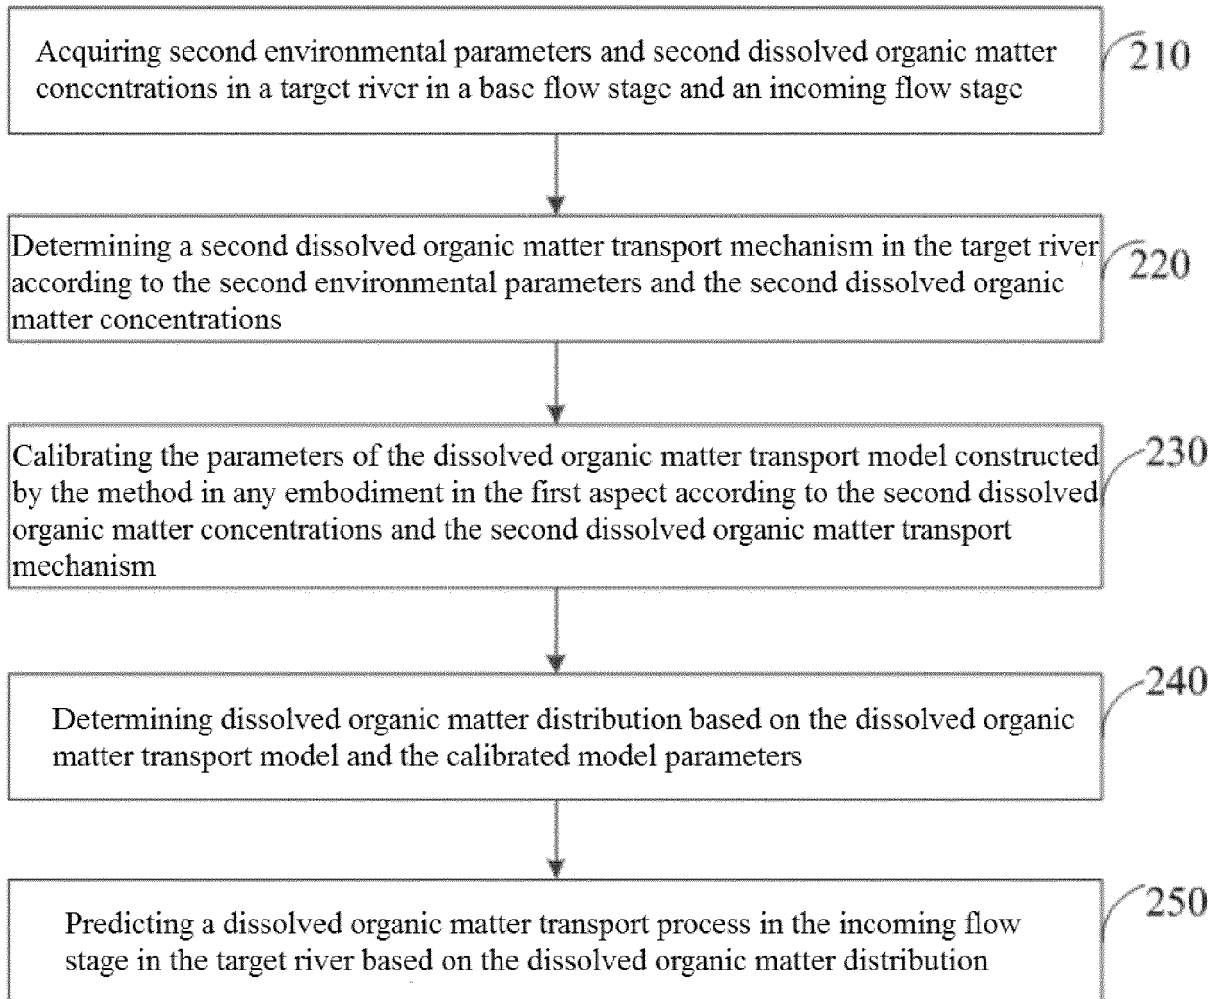 Acquiring second environmental parameters and second dissolved organic matter
concentrations in a target river in a base flow stage and an incoming flow stage
210
Determining a second dissolved organic matter transport mechanism in the target river
according to the second environmental parameters and the second dissolved organic
matter concentrations
220
Calibrating the parameters of the dissolved organic matter transport model constructed
by the method in any embodiment in the first aspect according to the second dissolved
organic matter concentrations and the second dissolved organic matter transport
mechanism
230
Determining dissolved organic matter distribution based on the dissolved organic
matter transport model and the calibrated model parameters
240
Predicting a dissolved organic matter transport process in the incoming flow
stage in the target river based on the dissolved organic matter distribution
250